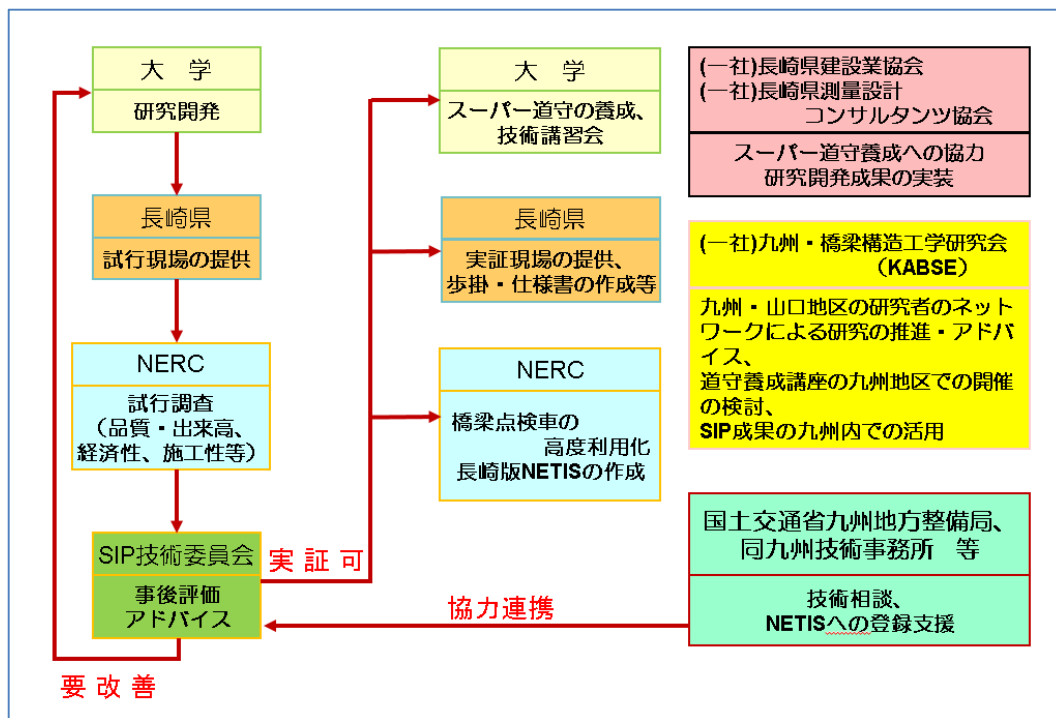 大　学
研究開発
長崎県
試行現場の提供
NERC
試行調査
（品質・出来高、
経済性、施工性等）
SIP技術委員会
事後評価
アドバイス
要 改 善
実 証 可
大　学
スーパー道守の養成、
技術講習会
長崎県
実証現場の提供、
歩掛・仕様書の作成等
NERC
橋梁点検車の
高度利用化
長崎版NETISの作成
協力連携
(一社)長崎県建設業協会
(一社)長崎県測量設計
コンサルタンツ協会
スーパー道守養成への協力
研究開発成果の実装
(一社)九州・橋梁構造工学研究会
（KABSE）
九州・山口地区の研究者のネット
ワークによる研究の推進・アドバ
イス、
道守養成講座の九州地区での開催
の検討、
SIP成果の九州内での活用
国土交通省九州地方整備局、
同九州技術事務所　等
技術相談、
NETISへの登録支援